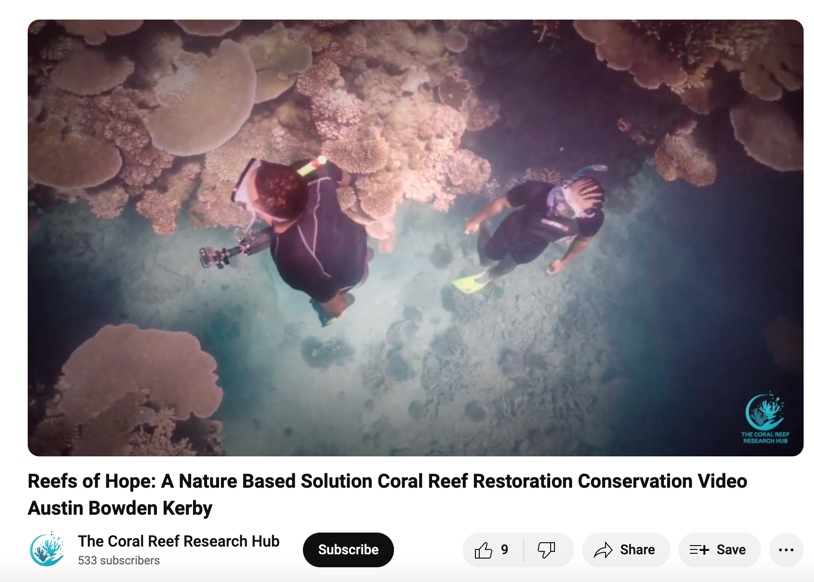 THE CORAL REEF
RESEARCH HUB
Reefs of Hope: A Nature Based Solution Coral Reef Restoration Conservation Video
Austin Bowden Kerby
The Coral Reef Research Hub
533 subscribers
Subscribe
9
Share
Save